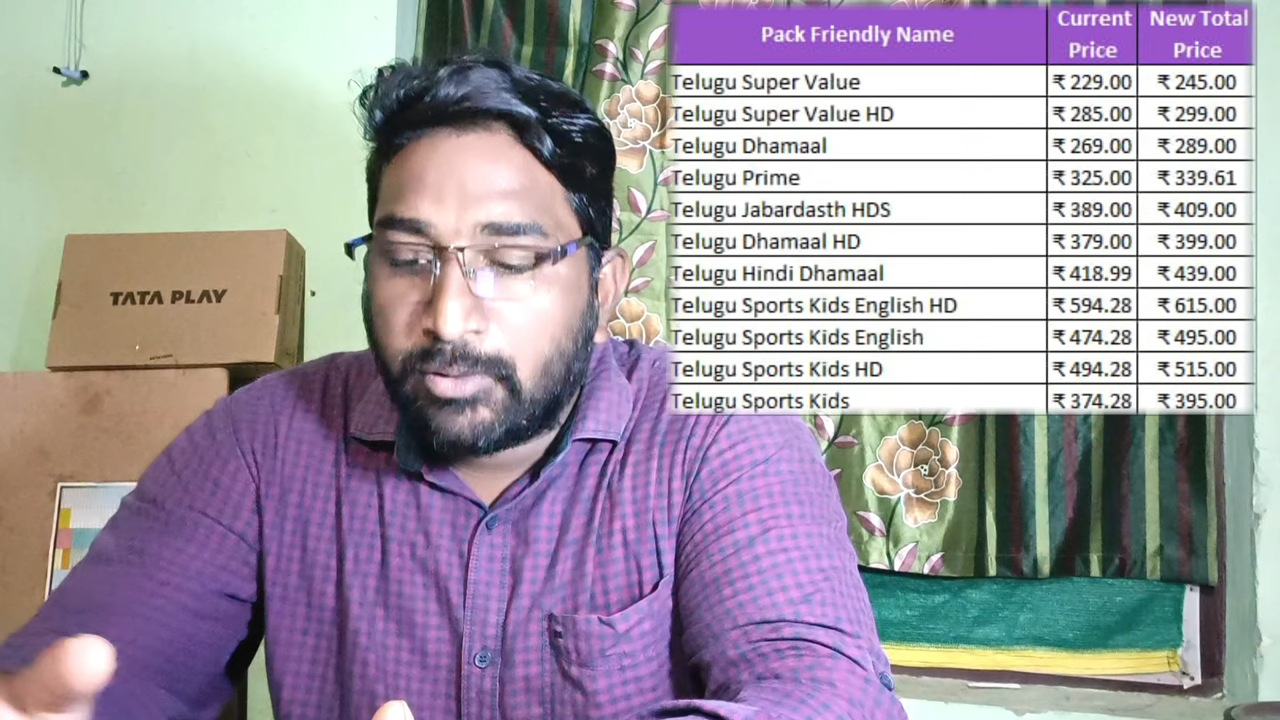 Pack Friendly Name Current Price New Total Price
Telugu Super Value ₹ 229.00 ₹ 245.00
Telugu Super Value HD ₹ 285.00 ₹ 299.00
Telugu Dhamaal ₹ 269.00 ₹ 289.00
Telugu Prime ₹ 325.00 ₹ 339.61
Telugu Jabardasth HDS ₹ 389.00 ₹ 409.00
Telugu Dhamaal HD ₹ 379.00 ₹ 399.00
Telugu Hindi Dhamaal ₹ 418.99 ₹ 439.00
Telugu Sports Kids English HD ₹ 594.28 ₹ 615.00
Telugu Sports Kids English ₹ 474.28 ₹ 495.00
Telugu Sports Kids HD ₹ 494.28 ₹ 515.00
Telugu Sports Kids ₹ 374.28 ₹ 395.00
TATA PLAY